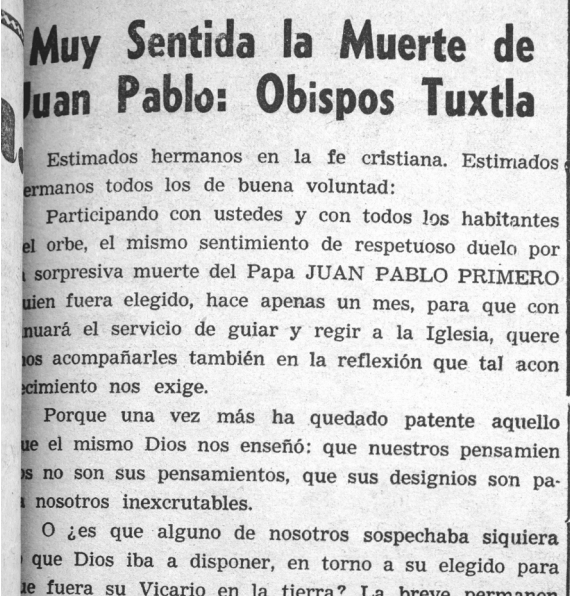 Muy Sentida la Muerte de
Juan Pablo: Obispos Tuxtla
Estimados hermanos en la fe cristiana. Estimados
ermanos todos los de buena voluntad:
Participando con ustedes y con todos los habitantes
el orbe, el mismo sentimiento de respetuoso duelo por
a sorpresiva muerte del Papa JUAN PABLO PRIMERO
uien fuera elegido, hace apenas un mes, para que con
nuará el servicio de guiar y regir a la Iglesia, quere
os acompañarles también en la reflexión que tal acon
ecimiento nos exige.
Porque una vez más ha quedado patente aquello
ue el mismo Dios nos enseñó: que nuestros pensamien
os no son sus pensamientos, que sus designios son pa-
a nosotros inexcrutables.
O ¿es que alguno de nosotros sospechaba siquiera
que Dios iba a disponer, en torno a su elegido para
ue fuera su Vicario en la tierra? La breve permanen